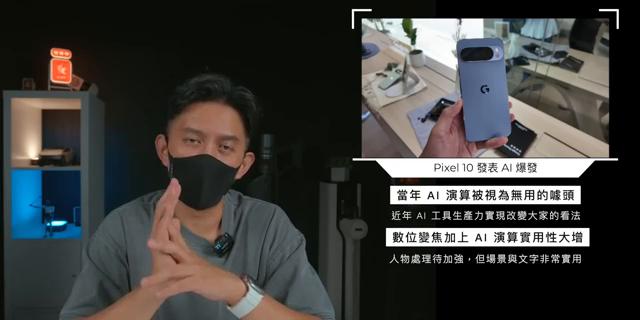 Pixel 10 發表 AI 爆發
當年 AI 演算被視為無用的噱頭
近年 AI 工具生產力實現改變大家的看法
數位變焦加上 AI 演算實用性大增
人物處理待加強，但場景與文字非常實用